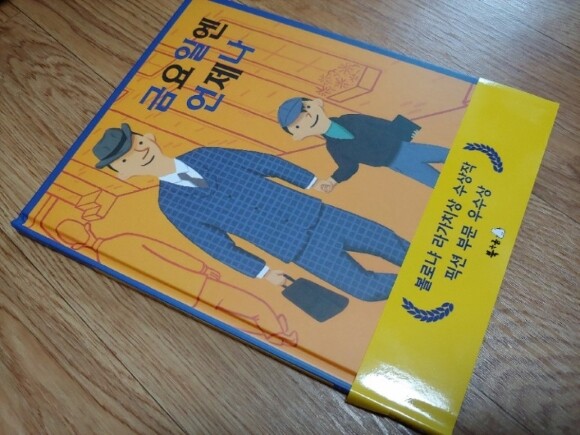 금요일엔
언제나
볼로냐 라가치상 수상작
픽션 부문 우수상